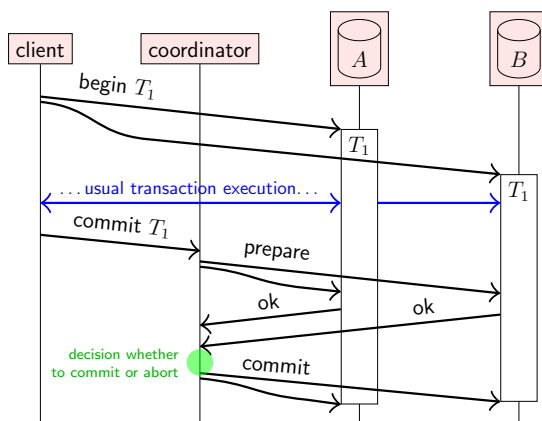 client
coordinator
A
B
begin T₁
T₁
T₁
...usual transaction execution...
commit T₁
prepare
ok
ok
decision whether
to commit or abort
commit